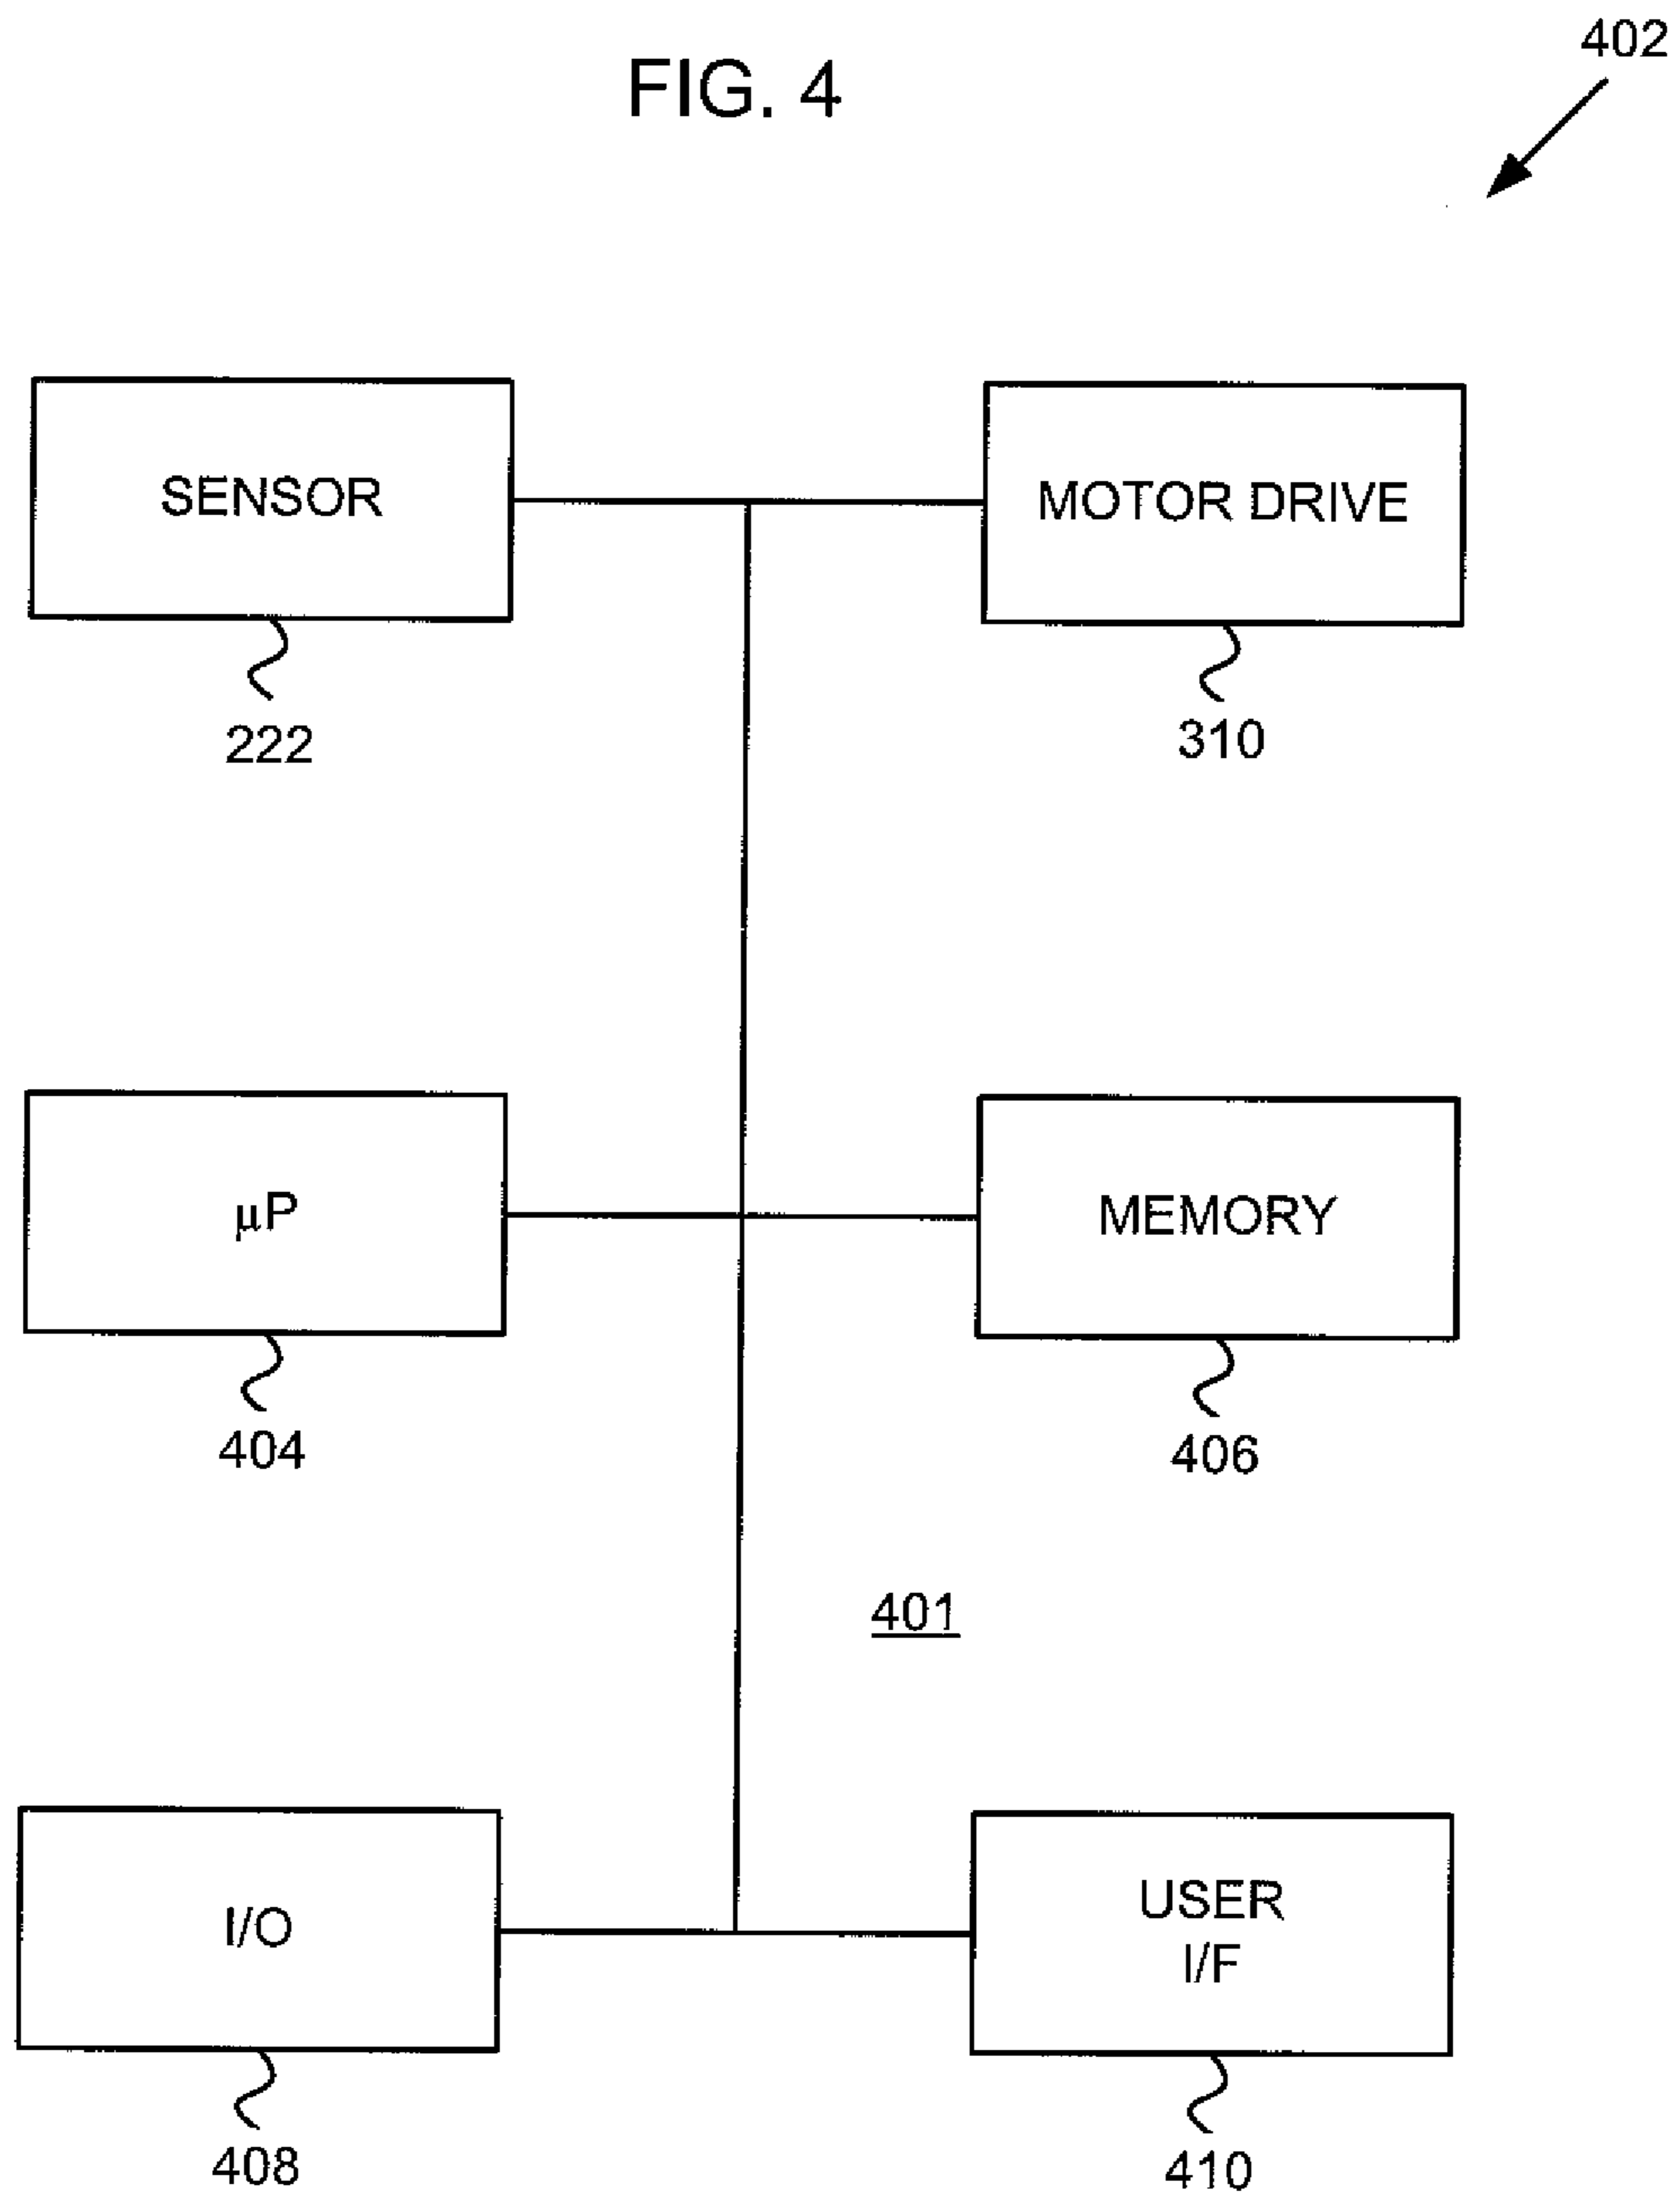 FIG. 4
402
SENSOR
MOTOR DRIVE
222
310
μP
MEMORY
404
406
401
I/O
USER
I/F
408
410